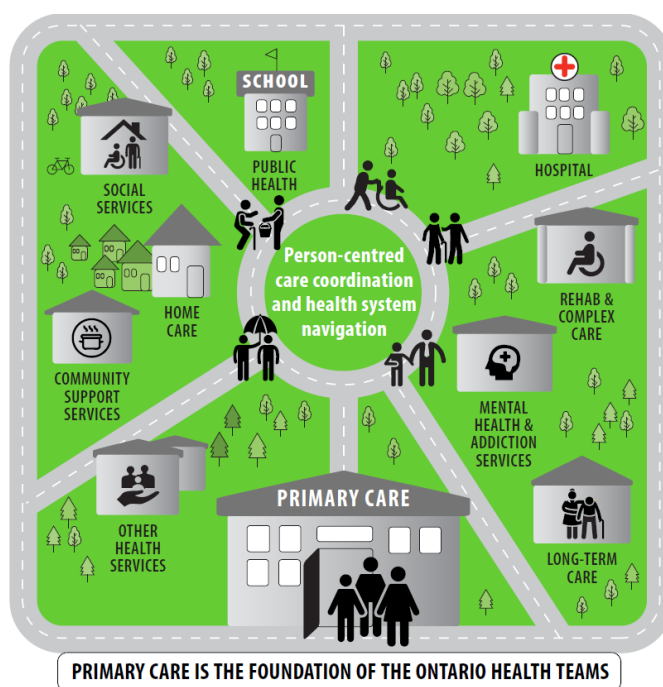 SCHOOL
PUBLIC
HEALTH
HOSPITAL
SOCIAL
SERVICES
Person-centred
care coordination
and health system
navigation
HOME
CARE
REHAB &
COMPLEX
CARE
COMMUNITY
SUPPORT
SERVICES
MENTAL
HEALTH &
ADDICTION
SERVICES
OTHER
HEALTH
SERVICES
PRIMARY CARE
LONG-TERM
CARE
PRIMARY CARE IS THE FOUNDATION OF THE ONTARIO HEALTH TEAMS